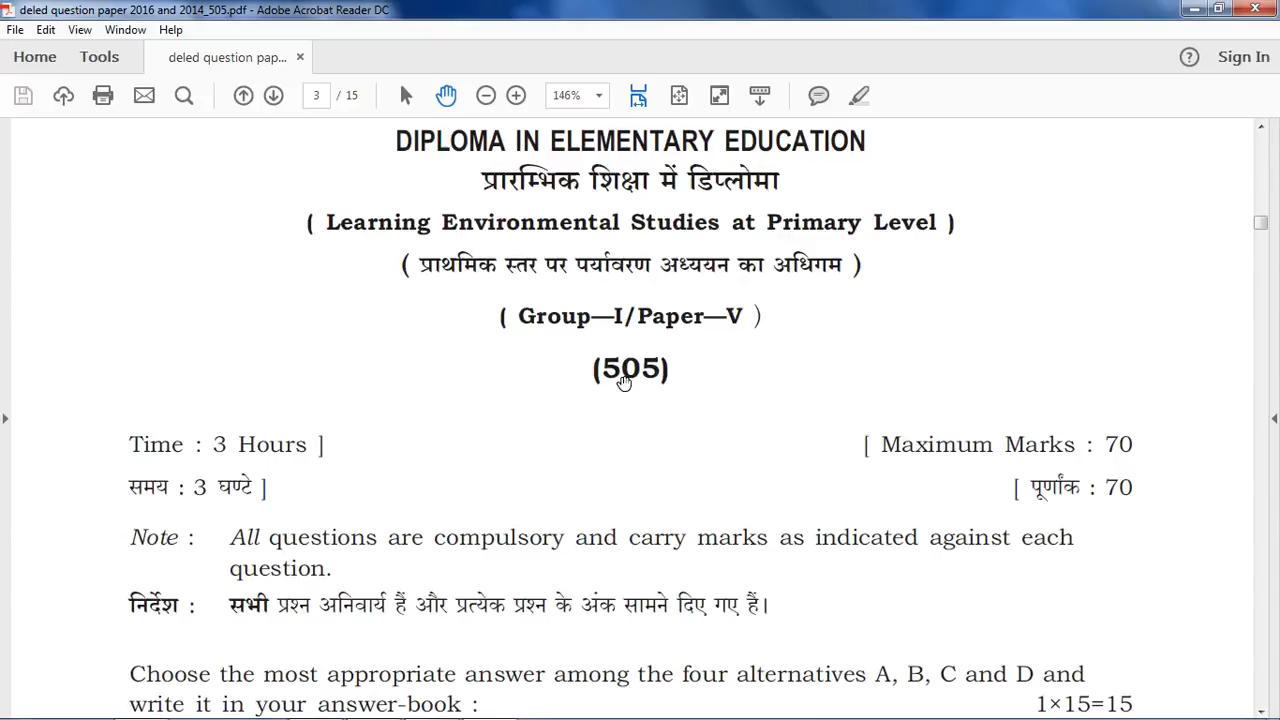 deled question paper 2016 and 2014_505.pdf - Adobe Acrobat Reader DC
File Edit View Window Help
Home Tools deled question pap... × ? Sign In
3 / 15 146%
DIPLOMA IN ELEMENTARY EDUCATION
प्रारम्भिक शिक्षा में डिप्लोमा
( Learning Environmental Studies at Primary Level )
( प्राथमिक स्तर पर पर्यावरण अध्ययन का अधिगम )
( Group—I/Paper—V )
(505)
Time : 3 Hours ] [ Maximum Marks : 70
समय : 3 घण्टे ] [ पूर्णांक : 70
Note : All questions are compulsory and carry marks as indicated against each
question.
निर्देश : सभी प्रश्न अनिवार्य हैं और प्रत्येक प्रश्न के अंक सामने दिए गए हैं।
Choose the most appropriate answer among the four alternatives A, B, C and D and
write it in your answer-book : 1×15=15